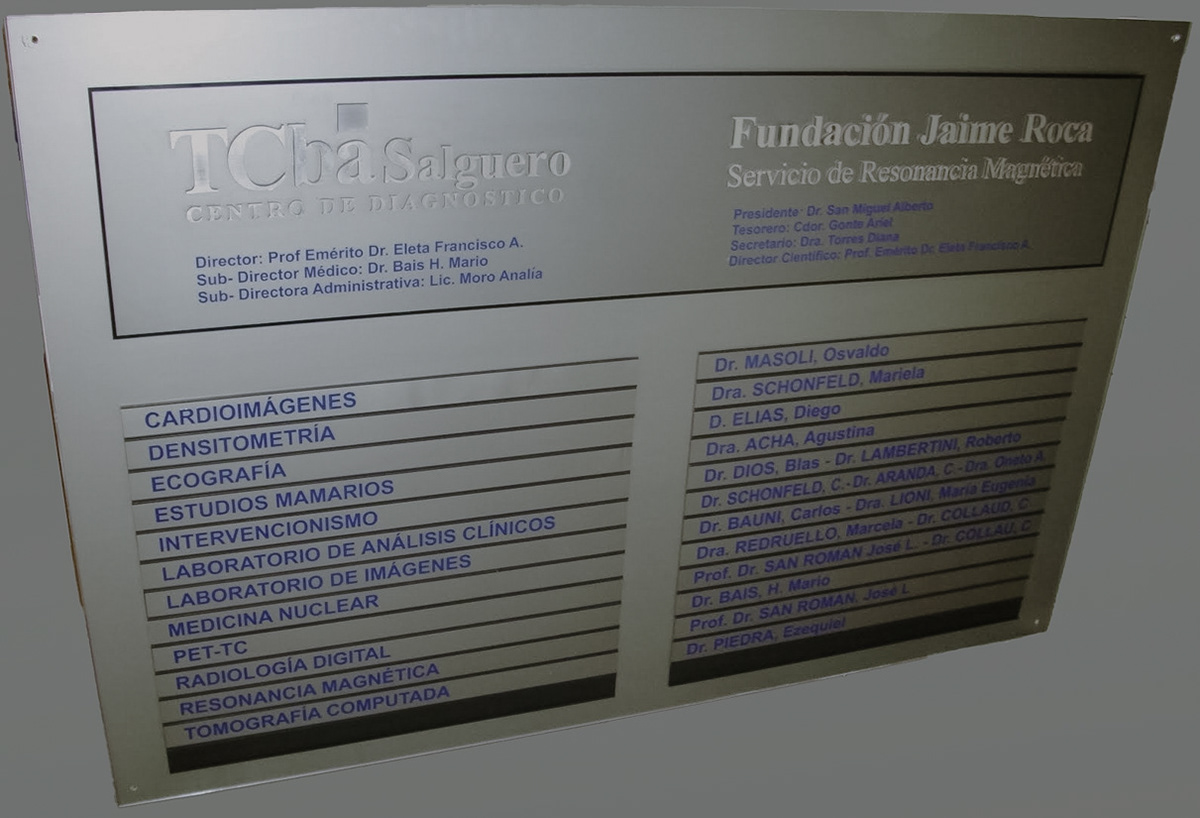 TCba Salguero
CENTRO DE DIAGNÓSTICO
Director: Prof Emérito Dr. Eleta Francisco A.
Sub- Director Médico: Dr. Bais H. Mario
Sub- Directora Administrativa: Lic. Moro Analía
Fundación Jaime Roca
Servicio de Resonancia Magnética
Presidente: Dr. San Miguel Alberto
Tesorero: Cdor. Gonte Ariel
Secretario: Dra. Torres Diana
Director Científico: Prof. Emérito Dr. Eleta Francisco A.
CARDIOIMÁGENES
DENSITOMETRÍA
ECOGRAFÍA
ESTUDIOS MAMARIOS
INTERVENCIONISMO
LABORATORIO DE ANÁLISIS CLÍNICOS
LABORATORIO DE IMÁGENES
MEDICINA NUCLEAR
PET-TC
RADIOLOGÍA DIGITAL
RESONANCIA MAGNÉTICA
TOMOGRAFÍA COMPUTADA
Dr. MASOLI, Osvaldo
Dra. SCHONFELD, Mariela
D. ELIAS, Diego
Dra. ACHA, Agustina
Dr. DIOS, Blas - Dr. LAMBERTINI, Roberto
Dr. SCHONFELD, C.-Dr. ARANDA, C.-Dra. Oneto A.
Dr. BAUNI, Carlos - Dra. LIONI, María Eugenia
Dra. REDRUELLO, Marcela - Dr. COLLAUD, C
Prof. Dr. SAN ROMAN José L. - Dr. COLLAU, C
Dr. BAIS, H. Mario
Prof. Dr. SAN ROMAN, José L
Dr. PIEDRA, Ezequiel